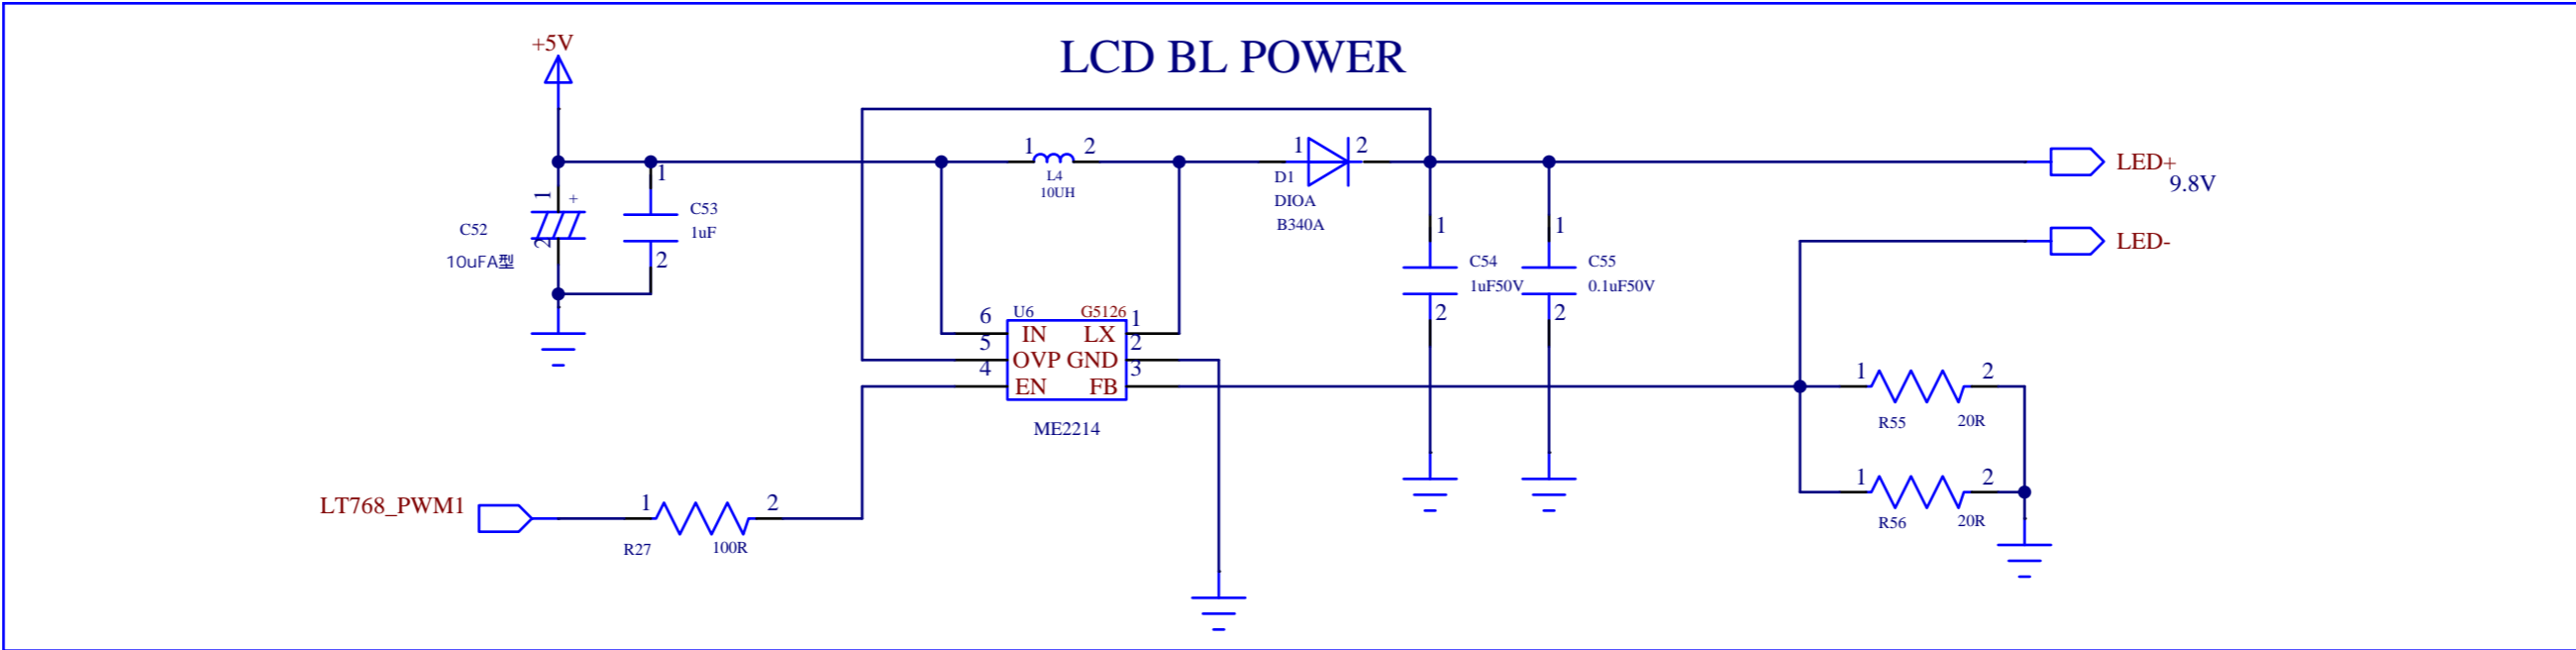 LCD BL POWER
+5V
1
2
1
2
LED+
9.8V
L4
10UH
D1
DIOA
B340A
1
C53
1uF
2
1
+
2
C52
10uFA型
LED-
1
C54
1uF50V
2
1
C55
0.1uF50V
2
U6
G5126
6
IN
LX
1
5
OVP
GND
2
4
EN
FB
3
ME2214
1
2
R55
20R
1
2
R56
20R
LT768_PWM1
1
2
R27
100R